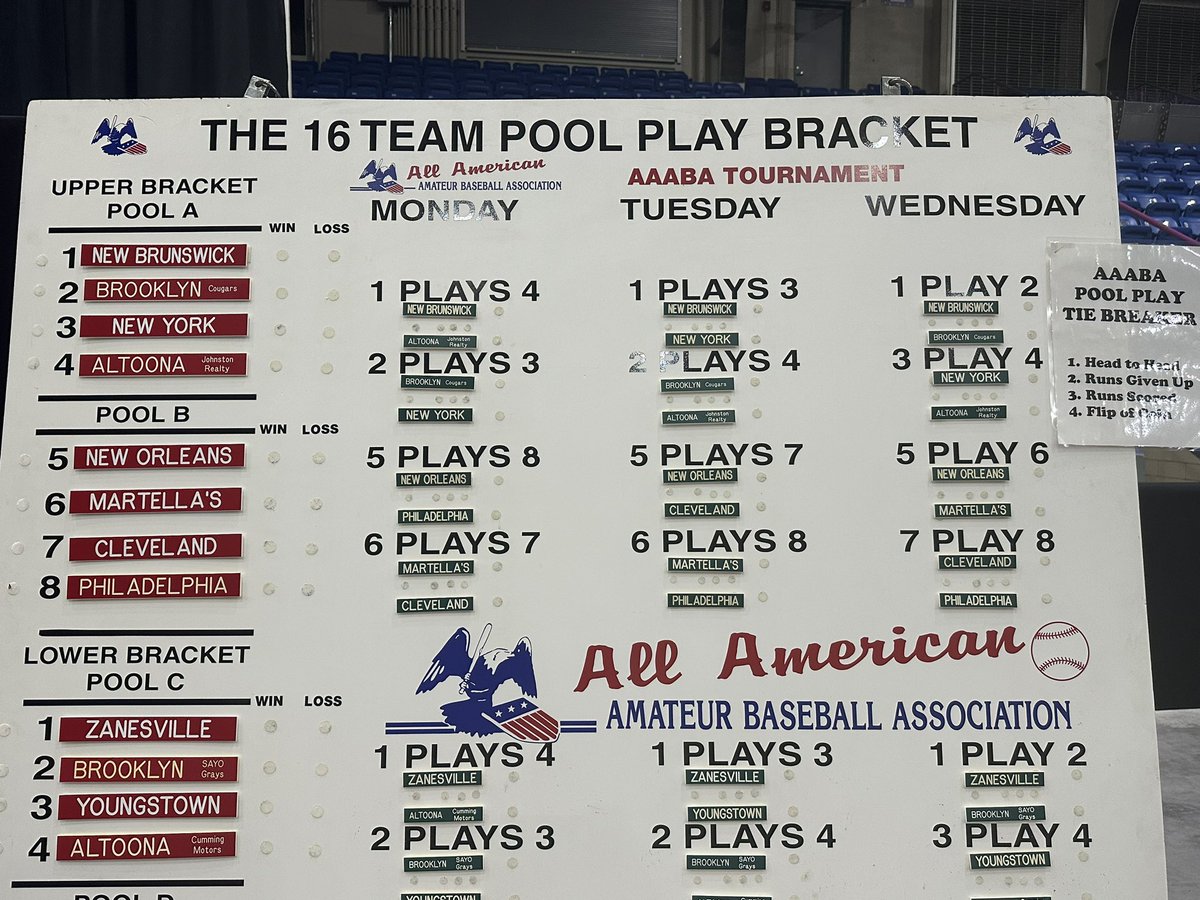 THE 16 TEAM POOL PLAY BRACKET
All American
AMATEUR BASEBALL ASSOCIATION
AAABA TOURNAMENT
UPPER BRACKET
POOL A
WIN LOSS
1 NEW BRUNSWICK
2 BROOKLYN Cougars
3 NEW YORK
4 ALTOONA Johnston Realty
POOL B
WIN LOSS
5 NEW ORLEANS
6 MARTELLA'S
7 CLEVELAND
8 PHILADELPHIA
LOWER BRACKET
POOL C
WIN LOSS
1 ZANESVILLE
2 BROOKLYN SAYO Grays
3 YOUNGSTOWN
4 ALTOONA Cumming Motors
MONDAY
1 PLAYS 4
NEW BRUNSWICK
ALTOONA Johnston Realty
2 PLAYS 3
BROOKLYN Cougars
NEW YORK
5 PLAYS 8
NEW ORLEANS
PHILADELPHIA
6 PLAYS 7
MARTELLA'S
CLEVELAND
TUESDAY
1 PLAYS 3
NEW BRUNSWICK
NEW YORK
2 PLAYS 4
BROOKLYN Cougars
ALTOONA Johnston Realty
5 PLAYS 7
NEW ORLEANS
CLEVELAND
6 PLAYS 8
MARTELLA'S
PHILADELPHIA
WEDNESDAY
1 PLAY 2
NEW BRUNSWICK
BROOKLYN Cougars
3 PLAY 4
NEW YORK
ALTOONA Johnston Realty
5 PLAY 6
NEW ORLEANS
MARTELLA'S
7 PLAY 8
CLEVELAND
PHILADELPHIA
AAABA
POOL PLAY
TIE BREAKER
1. Head to Head
2. Runs Given Up
3. Runs Scored
4. Flip of Coin
All American
AMATEUR BASEBALL ASSOCIATION
1 PLAYS 4
ZANESVILLE
ALTOONA Cumming Motors
2 PLAYS 3
BROOKLYN SAYO Grays
YOUNGSTOWN
1 PLAYS 3
ZANESVILLE
YOUNGSTOWN
2 PLAYS 4
BROOKLYN SAYO Grays
1 PLAY 2
ZANESVILLE
BROOKLYN SAYO Grays
3 PLAY 4
YOUNGSTOWN